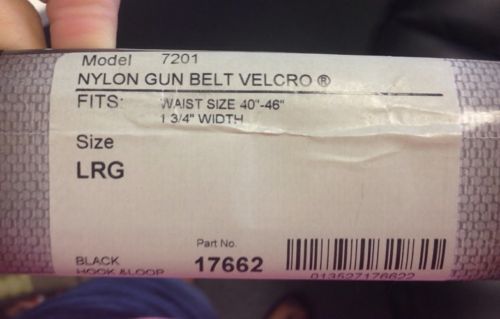 Model 7201
NYLON GUN BELT VELCRO ®
FITS: WAIST SIZE 40"-46"
1 3/4" WIDTH
Size
LRG
Part No.
BLACK 17662
HOOK &LOOP 013527176622